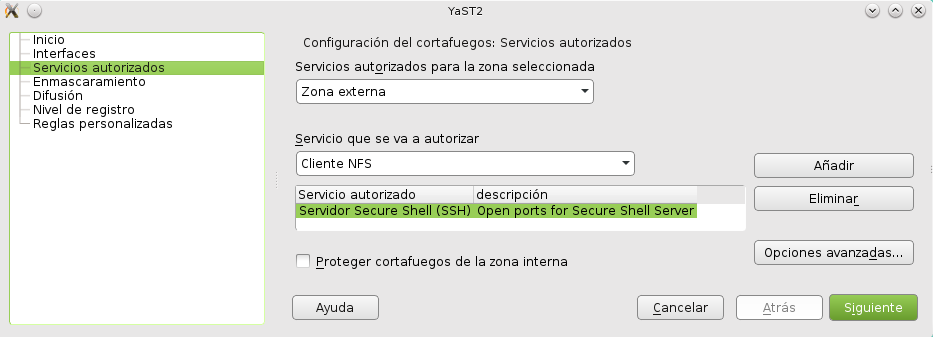 YaST2
Inicio
Interfaces
Servicios autorizados
Enmascaramiento
Difusión
Nivel de registro
Reglas personalizadas
Configuración del cortafuegos: Servicios autorizados
Servicios autorizados para la zona seleccionada
Zona externa
Servicio que se va a autorizar
Cliente NFS
Añadir
Servicio autorizado descripción
Eliminar
Servidor Secure Shell (SSH) Open ports for Secure Shell Server
Opciones avanzadas...
Proteger cortafuegos de la zona interna
Ayuda Cancelar Atrás Siguiente